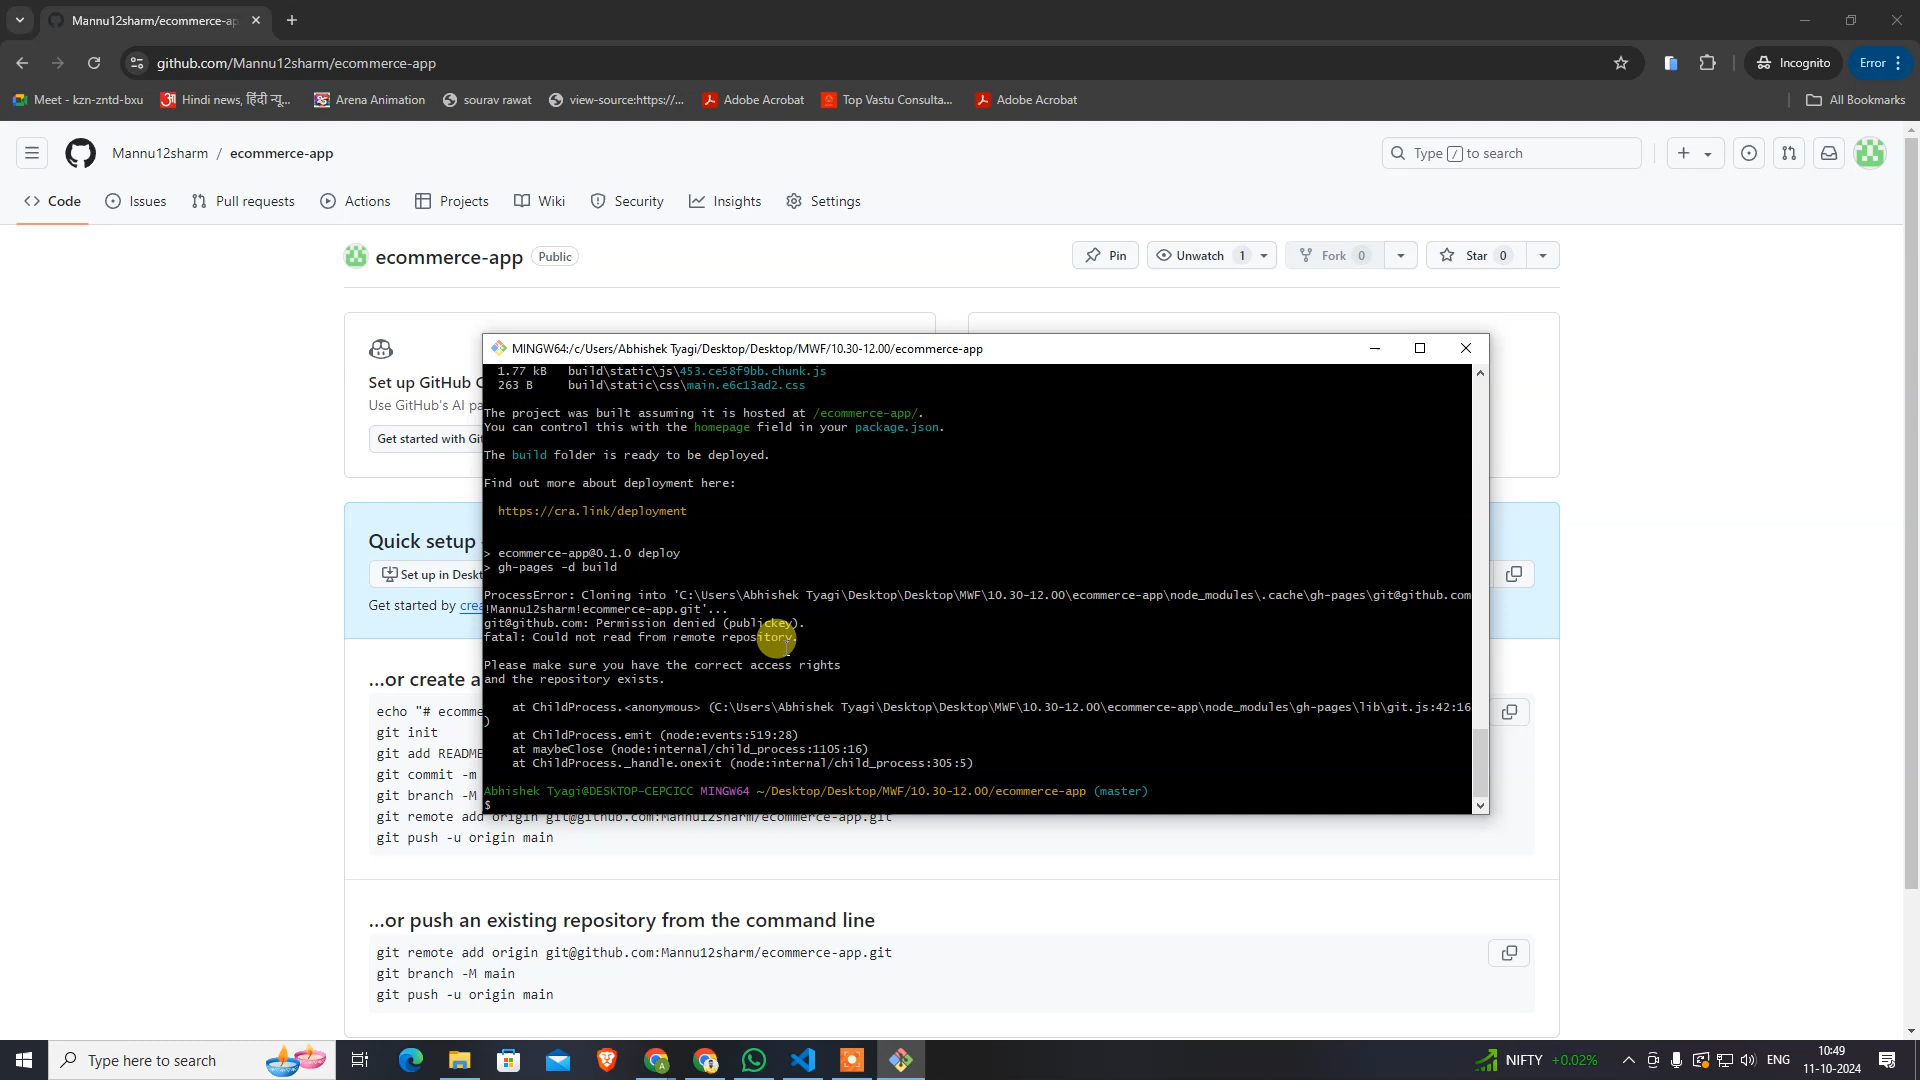 Mannu12sharm/ecommerce-ap
github.com/Mannu12sharm/ecommerce-app
Incognito
Error
Meet - kzn-zntd-bxu
Hindi news, हिंदी न्यू...
Arena Animation
sourav rawat
view-source:https://...
Adobe Acrobat
Top Vastu Consulta...
Adobe Acrobat
All Bookmarks
Mannu12sharm / ecommerce-app
Type / to search
Code
Issues
Pull requests
Actions
Projects
Wiki
Security
Insights
Settings
ecommerce-app Public
Pin
Unwatch 1
Fork 0
Star 0
Set up GitHub C
Use GitHub's AI pa
Get started with Git
Quick setup
Set up in Deskt
Get started by crea
MINGW64:/c/Users/Abhishek Tyagi/Desktop/Desktop/MWF/10.30-12.00/ecommerce-app
1.77 kB build\static\js\453.ce58f9bb.chunk.js
263 B build\static\css\main.e6c13ad2.css
The project was built assuming it is hosted at /ecommerce-app/.
You can control this with the homepage field in your package.json.
The build folder is ready to be deployed.
Find out more about deployment here:
https://cra.link/deployment
> ecommerce-app@0.1.0 deploy
> gh-pages -d build
ProcessError: Cloning into 'C:\Users\Abhishek Tyagi\Desktop\Desktop\MWF\10.30-12.00\ecommerce-app\node_modules\.cache\gh-pages\git@github.com
!Mannu12sharm!ecommerce-app.git'...
git@github.com: Permission denied (publickey).
fatal: Could not read from remote repository.
Please make sure you have the correct access rights
and the repository exists.
at ChildProcess.<anonymous> (C:\Users\Abhishek Tyagi\Desktop\Desktop\MWF\10.30-12.00\ecommerce-app\node_modules\gh-pages\lib\git.js:42:16
)
at ChildProcess.emit (node:events:519:28)
at maybeClose (node:internal/child_process:1105:16)
at ChildProcess._handle.onexit (node:internal/child_process:305:5)
Abhishek Tyagi@DESKTOP-CEPCICC MINGW64 ~/Desktop/Desktop/MWF/10.30-12.00/ecommerce-app (master)
$
...or create a
echo "# ecomme
git init
git add README
git commit -m
git branch -M
git remote add origin git@github.com:Mannu12sharm/ecommerce-app.git
git push -u origin main
...or push an existing repository from the command line
git remote add origin git@github.com:Mannu12sharm/ecommerce-app.git
git branch -M main
git push -u origin main
Type here to search
NIFTY +0.02%
ENG
10:49
11-10-2024